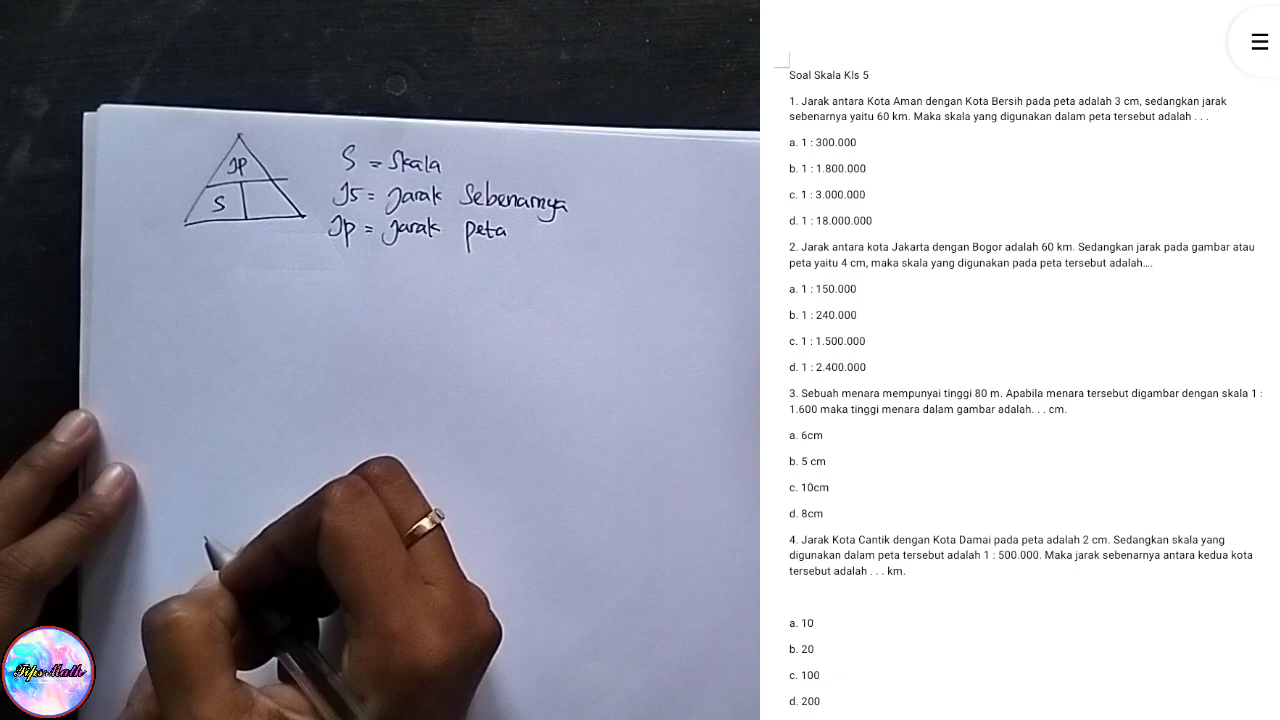 JP
S
S = Skala
JS = Jarak Sebenarnya
Jp = Jarak peta
Tips Math
Soal Skala Kls 5
1. Jarak antara Kota Aman dengan Kota Bersih pada peta adalah 3 cm, sedangkan jarak
sebenarnya yaitu 60 km. Maka skala yang digunakan dalam peta tersebut adalah . . .
a. 1 : 300.000
b. 1 : 1.800.000
c. 1 : 3.000.000
d. 1 : 18.000.000
2. Jarak antara kota Jakarta dengan Bogor adalah 60 km. Sedangkan jarak pada gambar atau
peta yaitu 4 cm, maka skala yang digunakan pada peta tersebut adalah....
a. 1 : 150.000
b. 1 : 240.000
c. 1 : 1.500.000
d. 1 : 2.400.000
3. Sebuah menara mempunyai tinggi 80 m. Apabila menara tersebut digambar dengan skala 1 :
1.600 maka tinggi menara dalam gambar adalah. . . cm.
a. 6cm
b. 5 cm
c. 10cm
d. 8cm
4. Jarak Kota Cantik dengan Kota Damai pada peta adalah 2 cm. Sedangkan skala yang
digunakan dalam peta tersebut adalah 1 : 500.000. Maka jarak sebenarnya antara kedua kota
tersebut adalah . . . km.
a. 10
b. 20
c. 100
d. 200